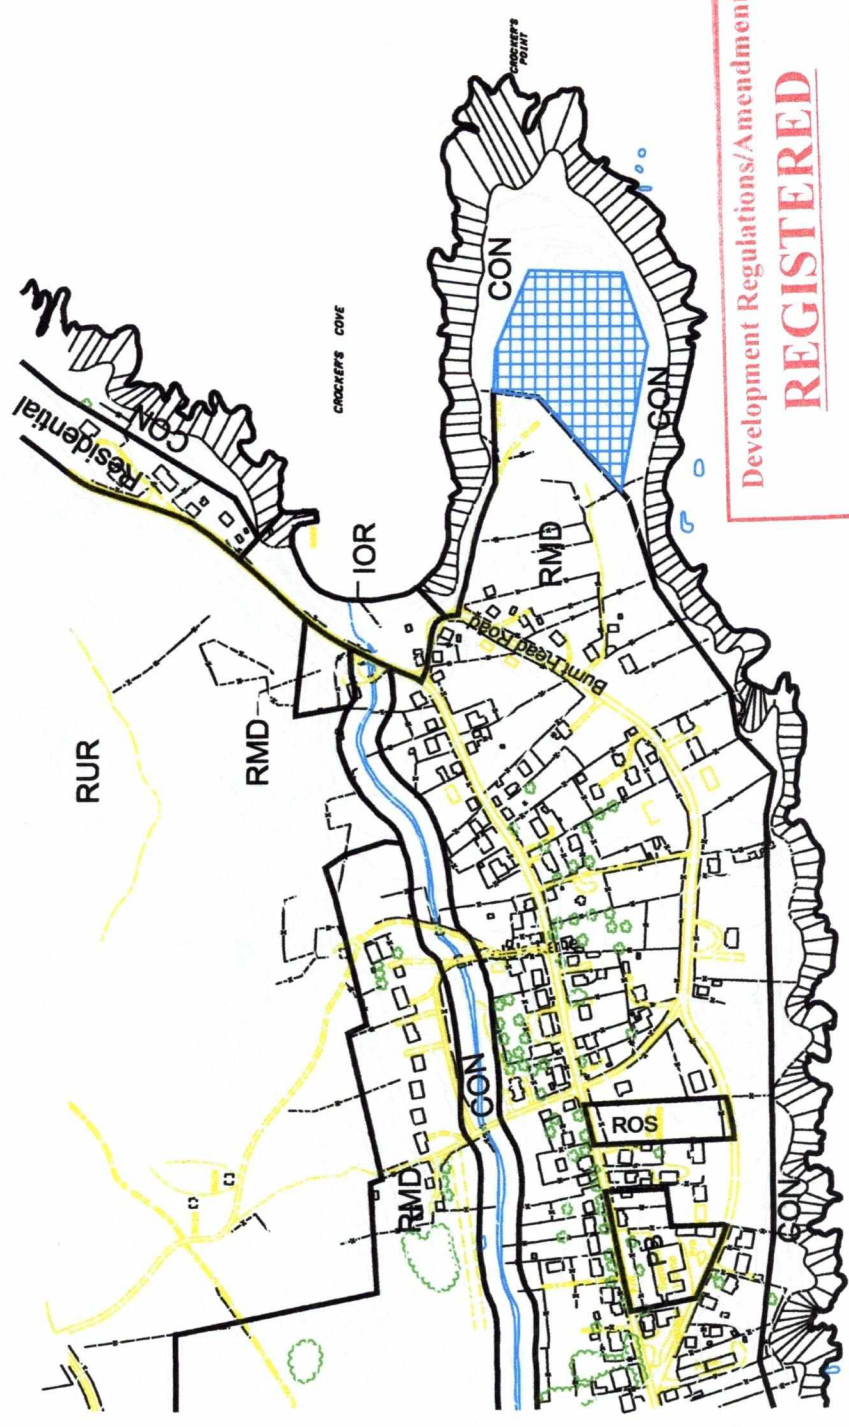 CROCKER'S
POINT
Development Regulations/Amendment
REGISTERED
CON
CROCKER'S COVE
CON
Residential
CON
IOR
RMD
Burnt Head Road
RUR
RMD
CON
ROS
RMD
CON
PB